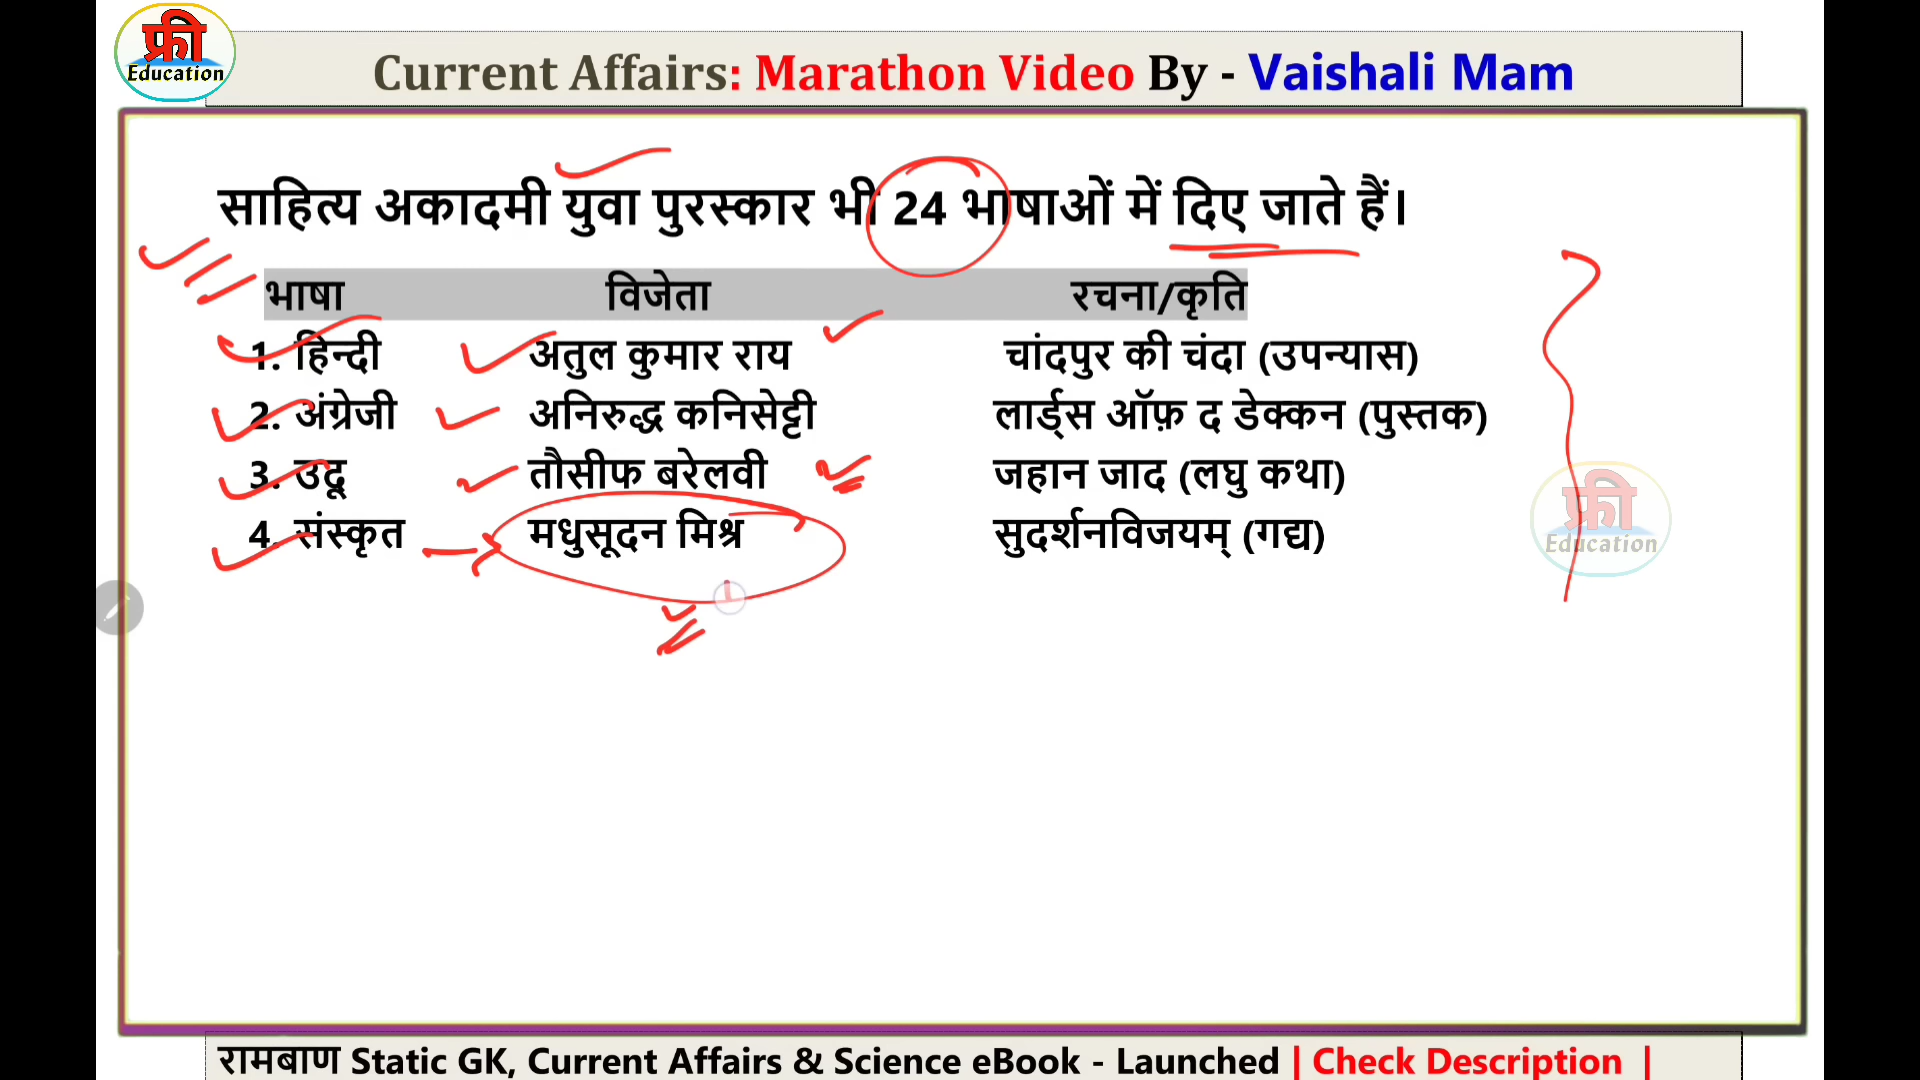 फ्री
Education
Current Affairs: Marathon Video By - Vaishali Mam
साहित्य अकादमी युवा पुरस्कार भी 24 भाषाओं में दिए जाते हैं।
भाषा विजेता रचना/कृति
1. हिन्दी अतुल कुमार राय चांदपुर की चंदा (उपन्यास)
2. अंग्रेजी अनिरुद्ध कनिसेट्टी लार्ड्स ऑफ़ द डेक्कन (पुस्तक)
3. उर्दू तौसीफ बरेलवी जहान जाद (लघु कथा)
4. संस्कृत मधुसूदन मिश्र सुदर्शनविजयम् (गद्य)
फ्री
Education
रामबाण Static GK, Current Affairs & Science eBook - Launched | Check Description |